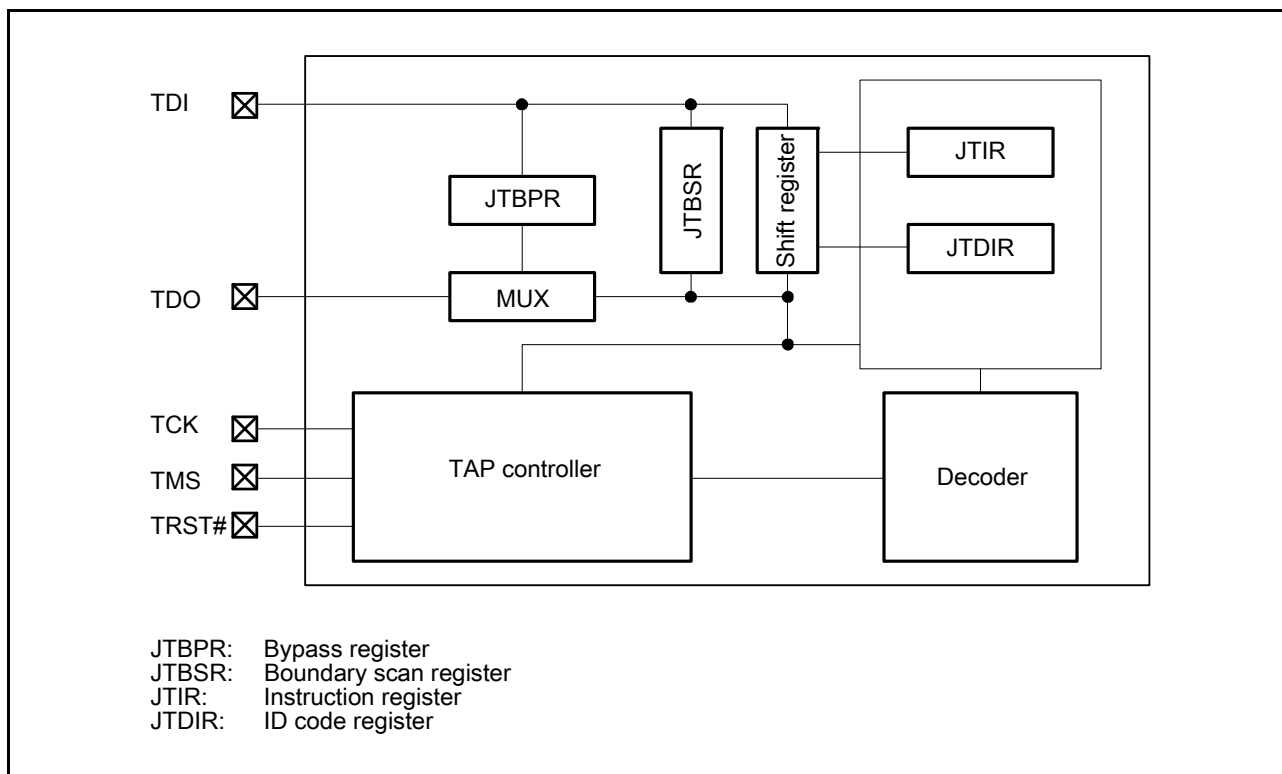 TDI
JTBPR
JTBSR
Shift register
JTIR
JTDIR
TDO
MUX
TCK
TMS
TRST#
TAP controller
Decoder
JTBPR: Bypass register
JTBSR: Boundary scan register
JTIR: Instruction register
JTDIR: ID code register